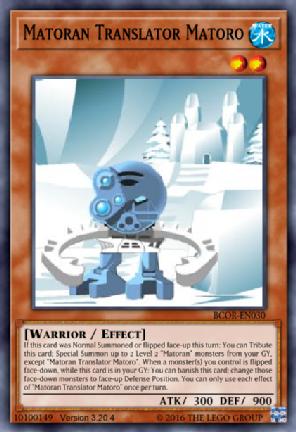 MATORAN TRANSLATOR MATORO
WATER
水
BCOR-EN030
[WARRIOR / EFFECT]
If this card was Normal Summoned or flipped face-up this turn: You can Tribute
this card; Special Summon up to 2 Level 2 "Matoran" monsters from your GY,
except "Matoran Translator Matoro". When a monster(s) you control is flipped
face-down, while this card is in your GY: You can banish this card; change those
face-down monsters to face-up Defense Position. You can only use each effect
of "Matoran Translator Matoro" once per turn.
ATK/ 300 DEF/ 900
10100149 Version 3.20.4 ©2016 THE LEGO GROUP